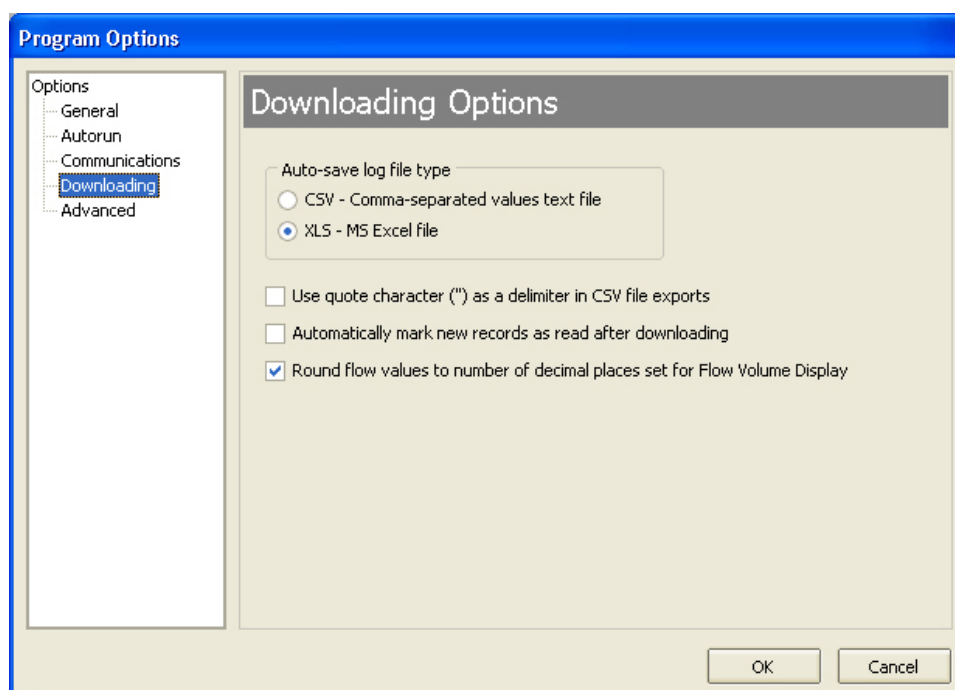 Program Options
Options
General
Autorun
Communications
Downloading
Advanced
Downloading Options
Auto-save log file type
CSV - Comma-separated values text file
XLS - MS Excel file
Use quote character (") as a delimiter in CSV file exports
Automatically mark new records as read after downloading
Round flow values to number of decimal places set for Flow Volume Display
OK Cancel